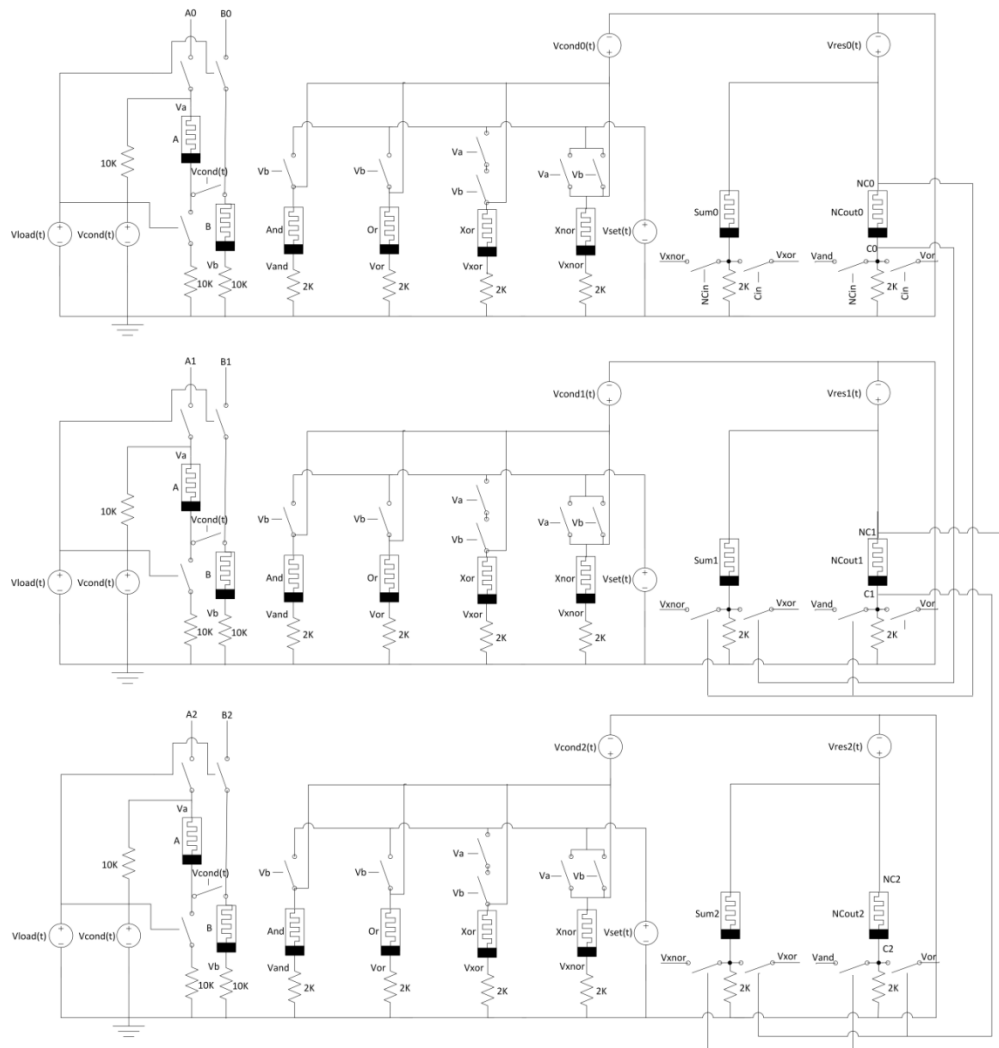 A0 B0
Vcond0(t) Vres0(t)
Va
A
10K
Vcond(t)
Va
Vb Vb Va Vb
Vb
NC0
Sum0 NCout0
B And Or Xor Xnor
Vload(t) Vcond(t) Vset(t)
C0
Vb Vand Vor Vxor Vxnor
Vxnor Vxor Vand Vor
10K 10K 2K 2K 2K 2K
NCin 2K Cin NCin 2K Cin
A1 B1
Vcond1(t) Vres1(t)
Va
A
10K
Vcond(t)
Va
Vb Vb Va Vb
Vb
NC1
Sum1 NCout1
B And Or Xor Xnor
Vload(t) Vcond(t) Vset(t)
C1
Vb Vand Vor Vxor Vxnor
Vxnor Vxor Vand Vor
10K 10K 2K 2K 2K 2K
2K 2K
A2 B2
Vcond2(t) Vres2(t)
Va
A
10K
Vcond(t)
Va
Vb Vb Va Vb
Vb
NC2
Sum2 NCout2
B And Or Xor Xnor
Vload(t) Vcond(t) Vset(t)
C2
Vb Vand Vor Vxor Vxnor
Vxnor Vxor Vand Vor
10K 10K 2K 2K 2K 2K
2K 2K